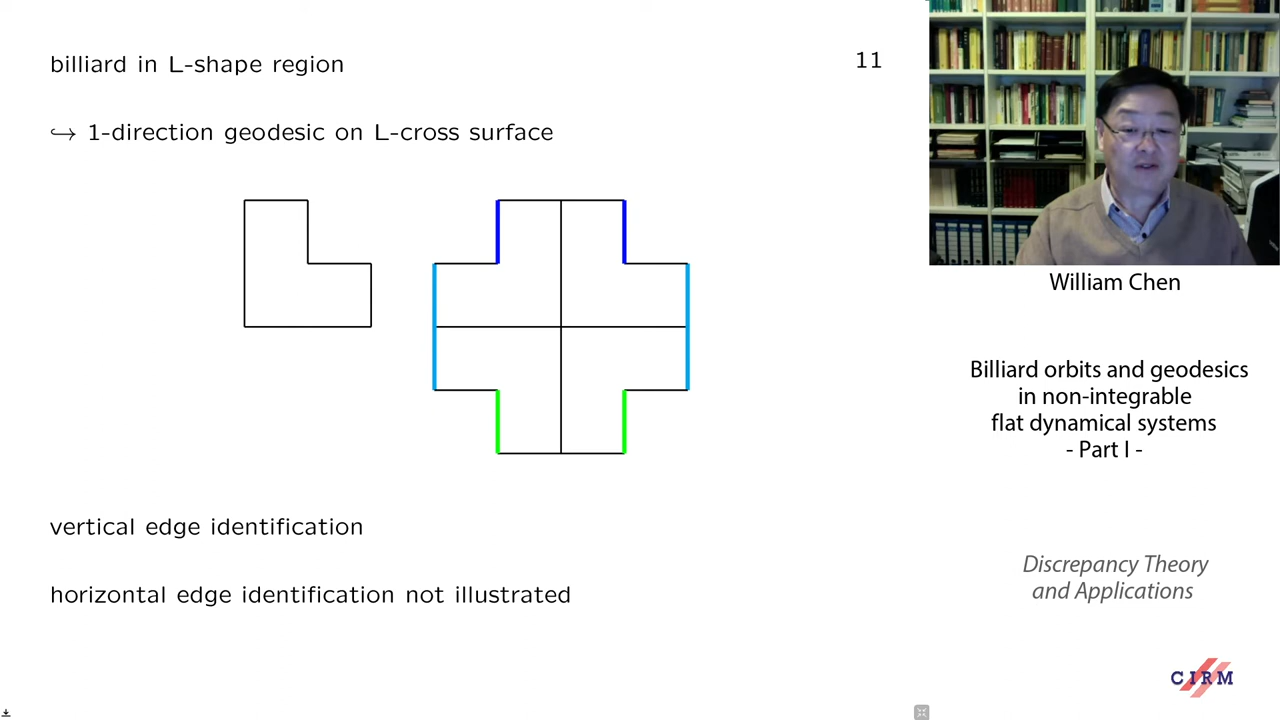 billiard in L-shape region
11
↪ 1-direction geodesic on L-cross surface
vertical edge identification
horizontal edge identification not illustrated
William Chen
Billiard orbits and geodesics
in non-integrable
flat dynamical systems
- Part I -
Discrepancy Theory
and Applications
CIRM